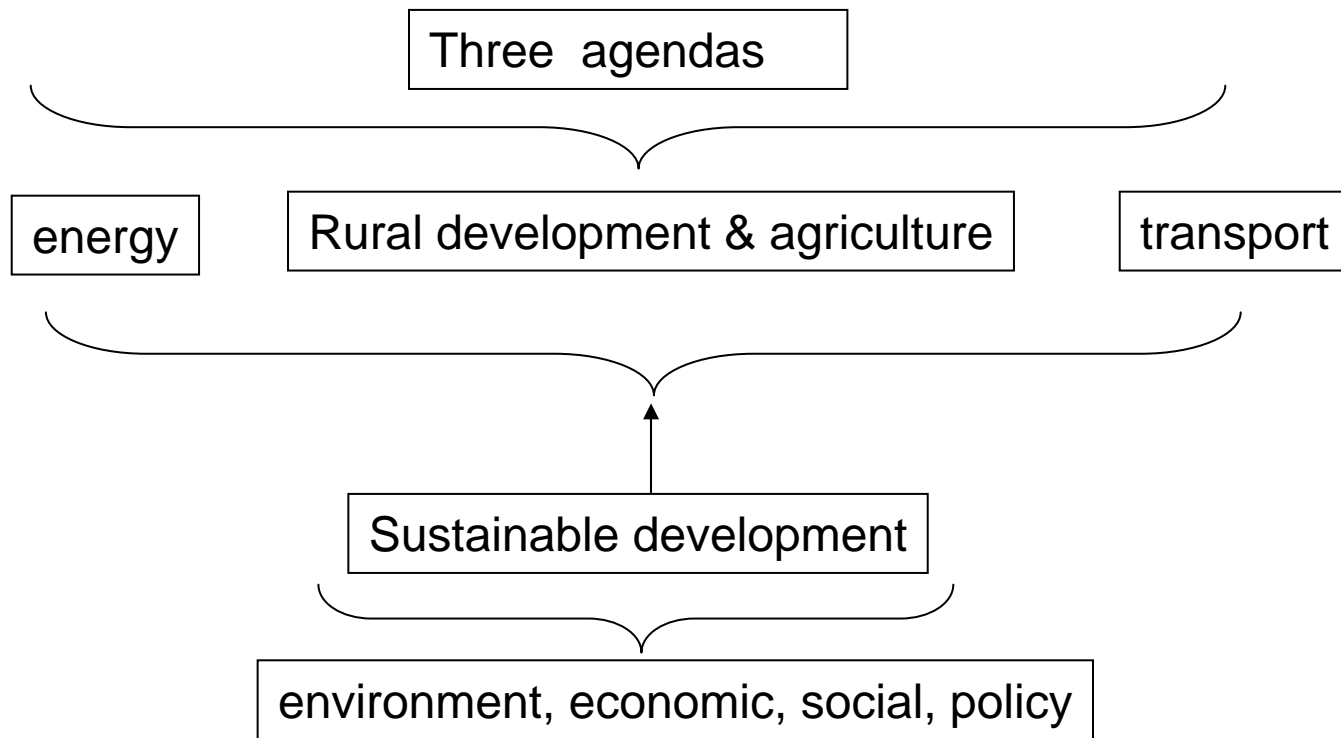 Three agendas
energy
Rural development & agriculture
transport
Sustainable development
environment, economic, social, policy